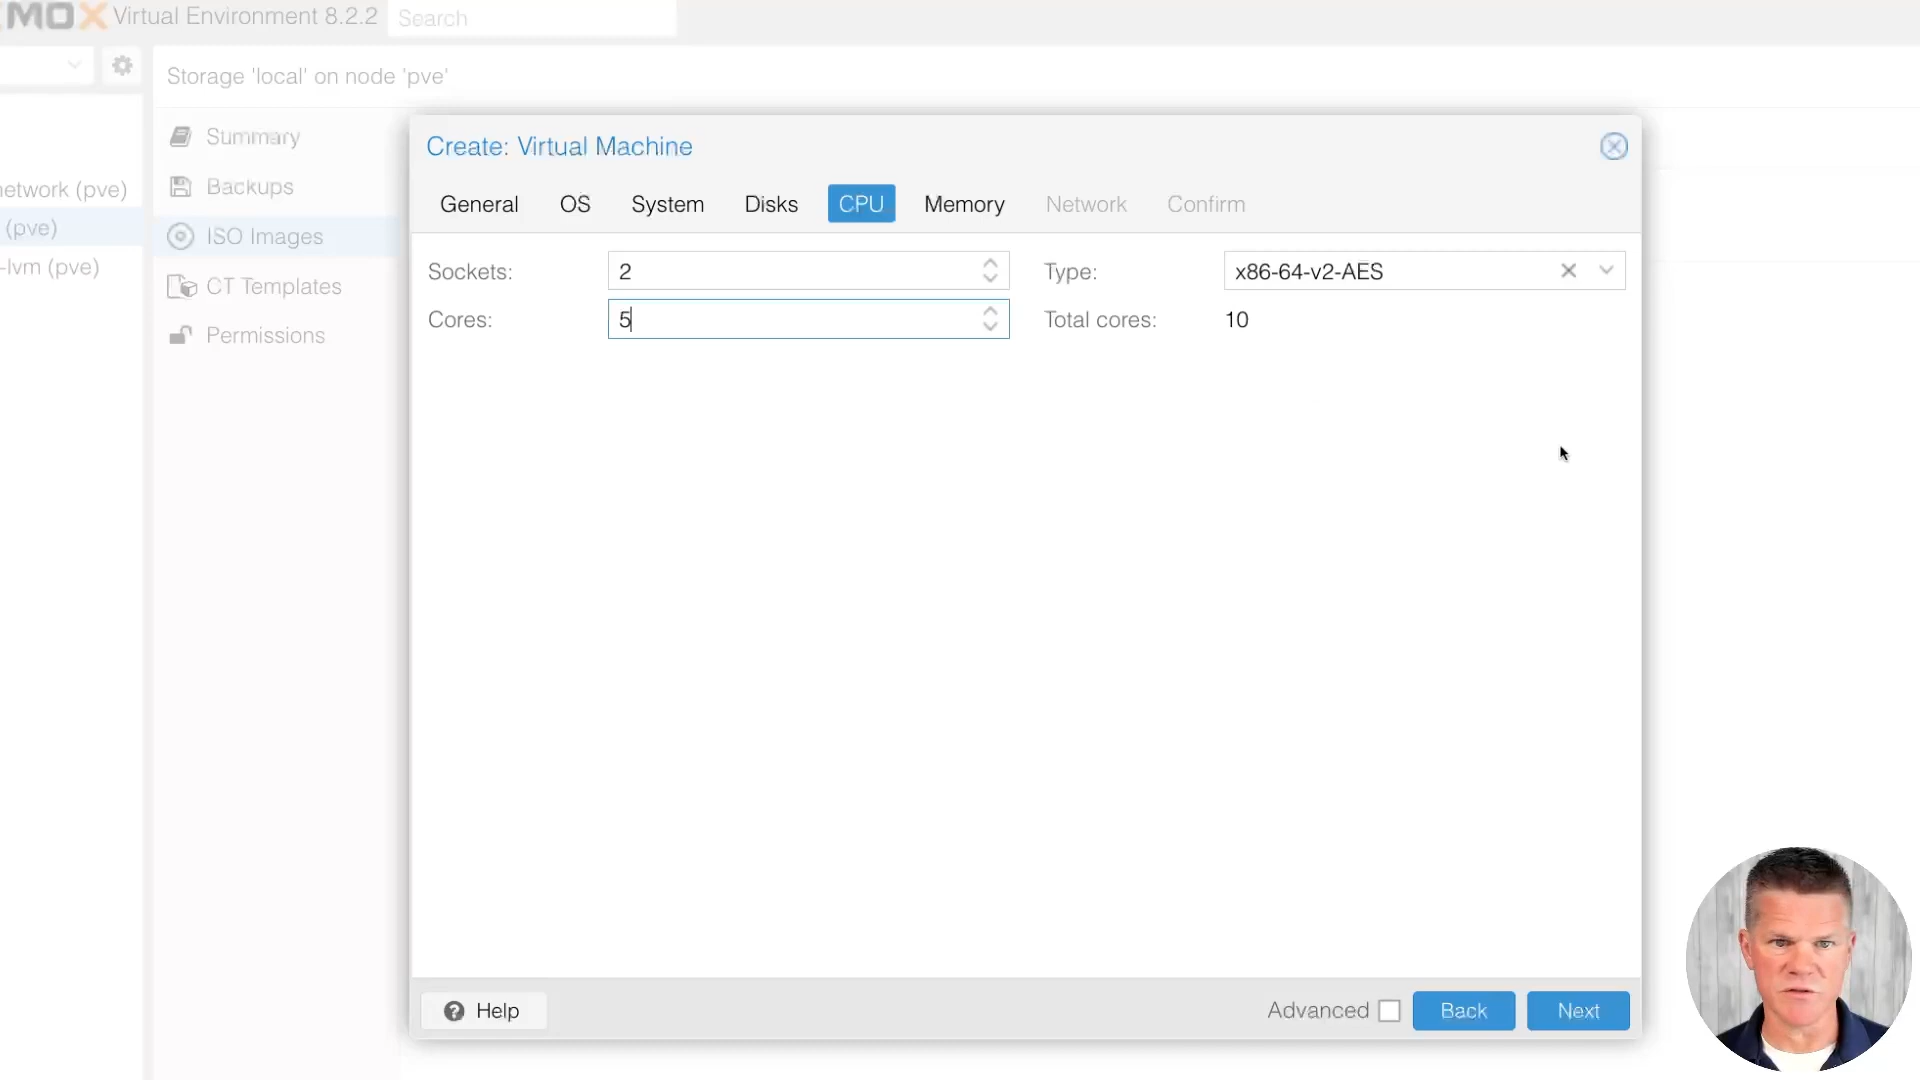 MOX Virtual Environment 8.2.2 Search
Storage 'local' on node 'pve'
network (pve)
(pve)
-lvm (pve)
Summary
Backups
ISO Images
CT Templates
Permissions
Create: Virtual Machine
General OS System Disks CPU Memory Network Confirm
Sockets: 2 Type: x86-64-v2-AES
Cores: 5 Total cores: 10
Help Advanced Back Next